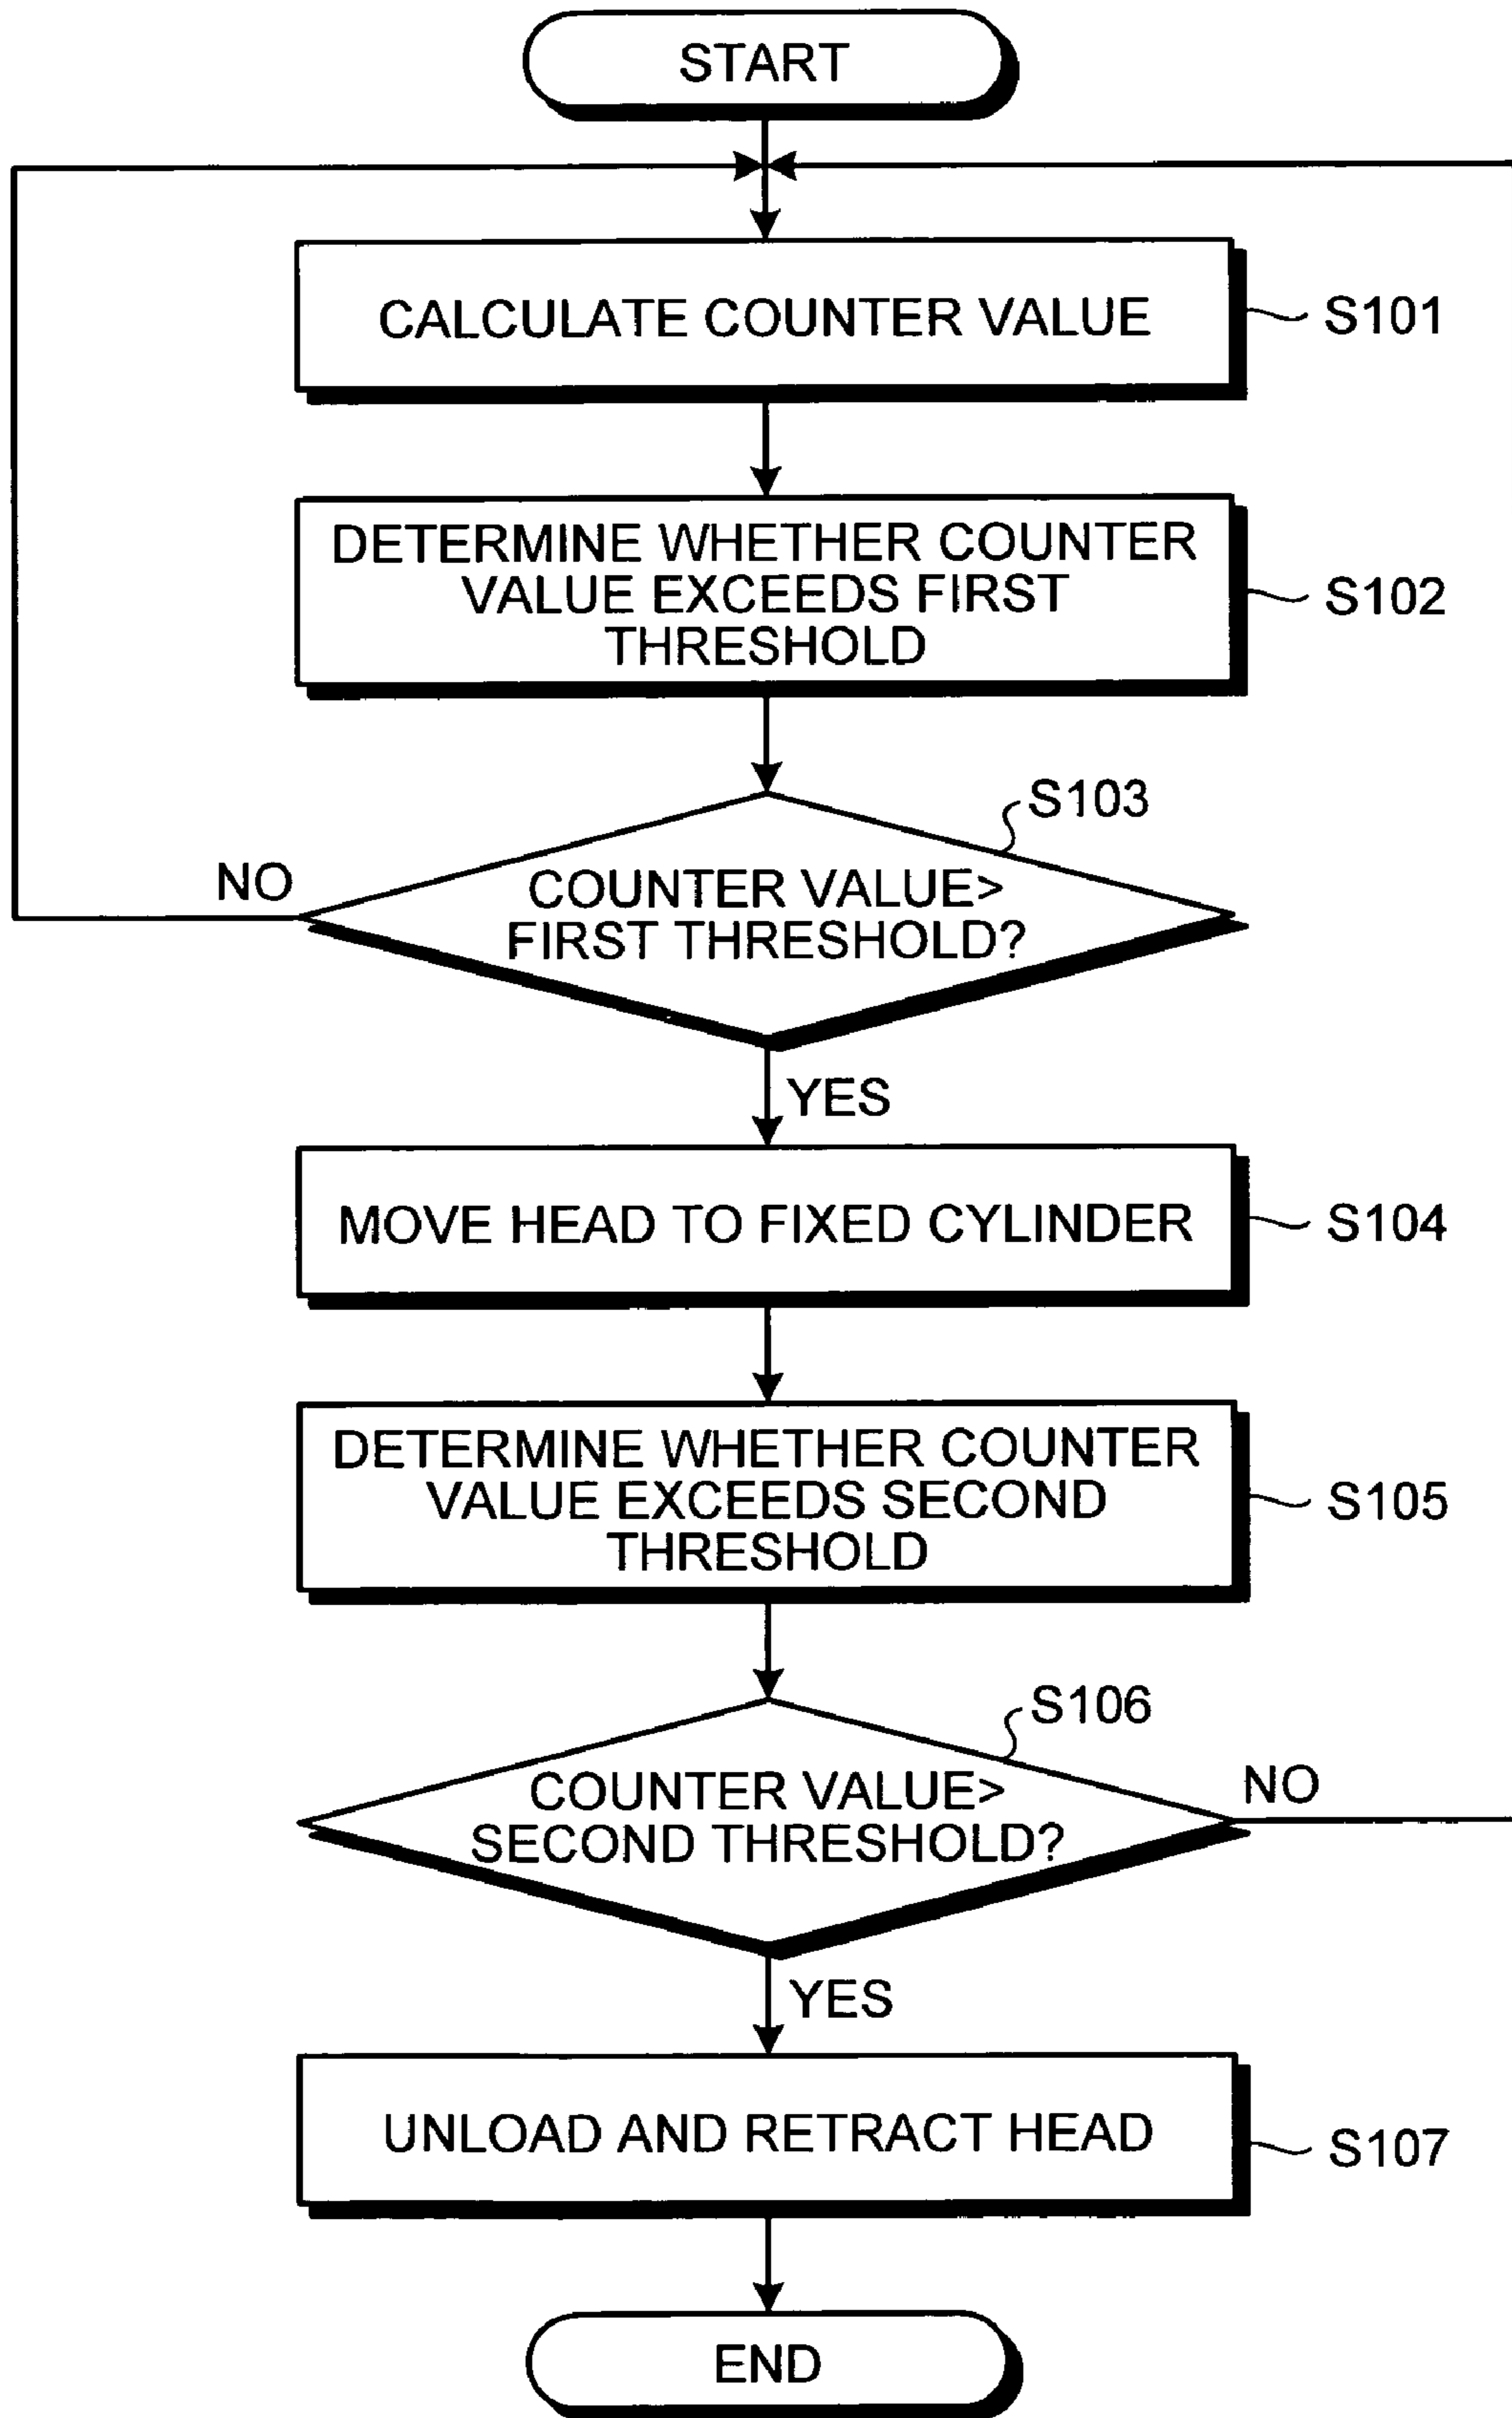 START
CALCULATE COUNTER VALUE
S101
DETERMINE WHETHER COUNTER
VALUE EXCEEDS FIRST
THRESHOLD
S102
S103
COUNTER VALUE>
FIRST THRESHOLD?
NO
YES
MOVE HEAD TO FIXED CYLINDER
S104
DETERMINE WHETHER COUNTER
VALUE EXCEEDS SECOND
THRESHOLD
S105
S106
COUNTER VALUE>
SECOND THRESHOLD?
NO
YES
UNLOAD AND RETRACT HEAD
S107
END